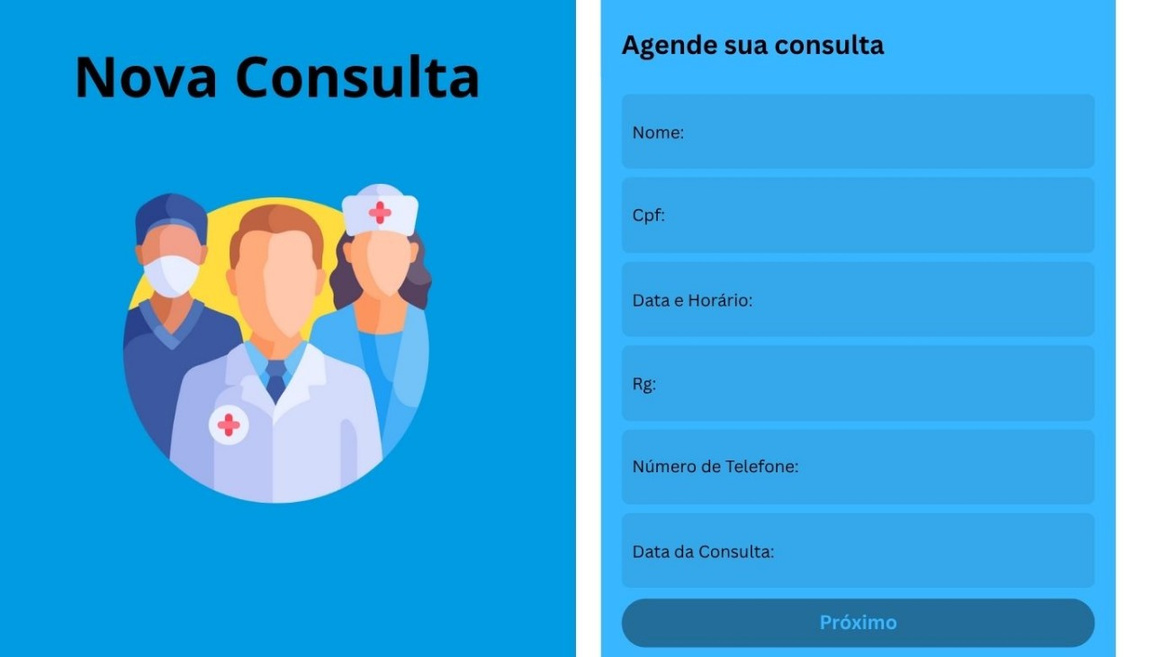 Nova Consulta
Agende sua consulta
Nome:
Cpf:
Data e Horário:
Rg:
Número de Telefone:
Data da Consulta:
Próximo